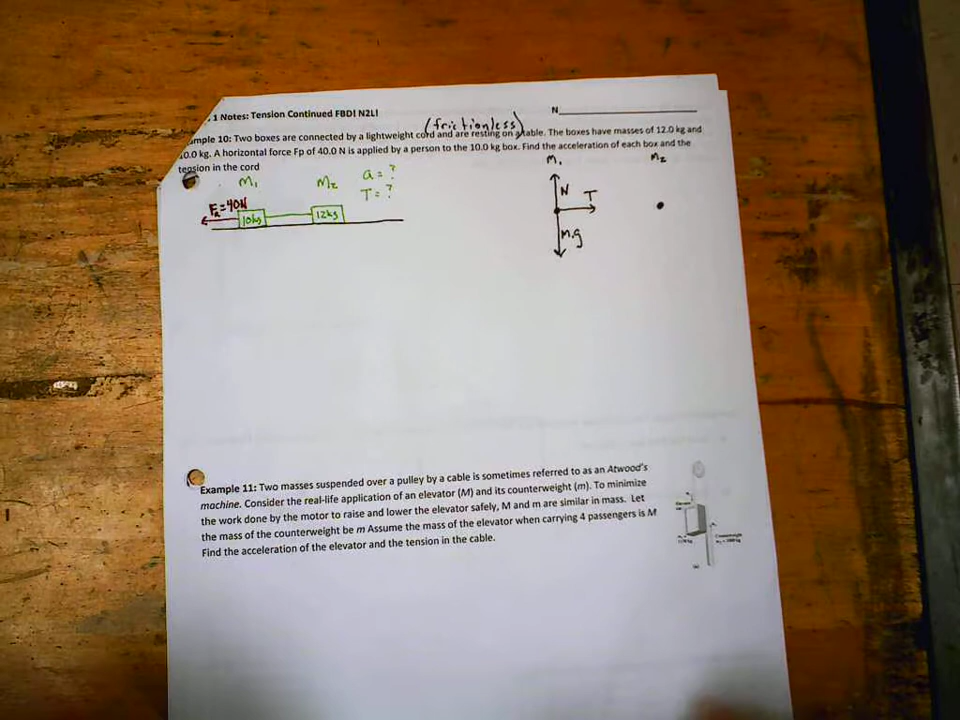 1 Notes: Tension Continued FBD! N2L!
N
(frictionless)
mple 10: Two boxes are connected by a lightweight cord and are resting on a table. The boxes have masses of 12.0 kg and
10.0 kg. A horizontal force Fp of 40.0 N is applied by a person to the 10.0 kg box. Find the acceleration of each box and the
tension in the cord
M₁ M₂ a = ?
T = ?
=40N
10kg 12kg
M₁ M₂
N T
M₁g
Example 11: Two masses suspended over a pulley by a cable is sometimes referred to as an Atwood's
machine. Consider the real-life application of an elevator (M) and its counterweight (m). To minimize
the work done by the motor to raise and lower the elevator safely, M and m are similar in mass. Let
the mass of the counterweight be m Assume the mass of the elevator when carrying 4 passengers is M
Find the acceleration of the elevator and the tension in the cable.
Counterweight